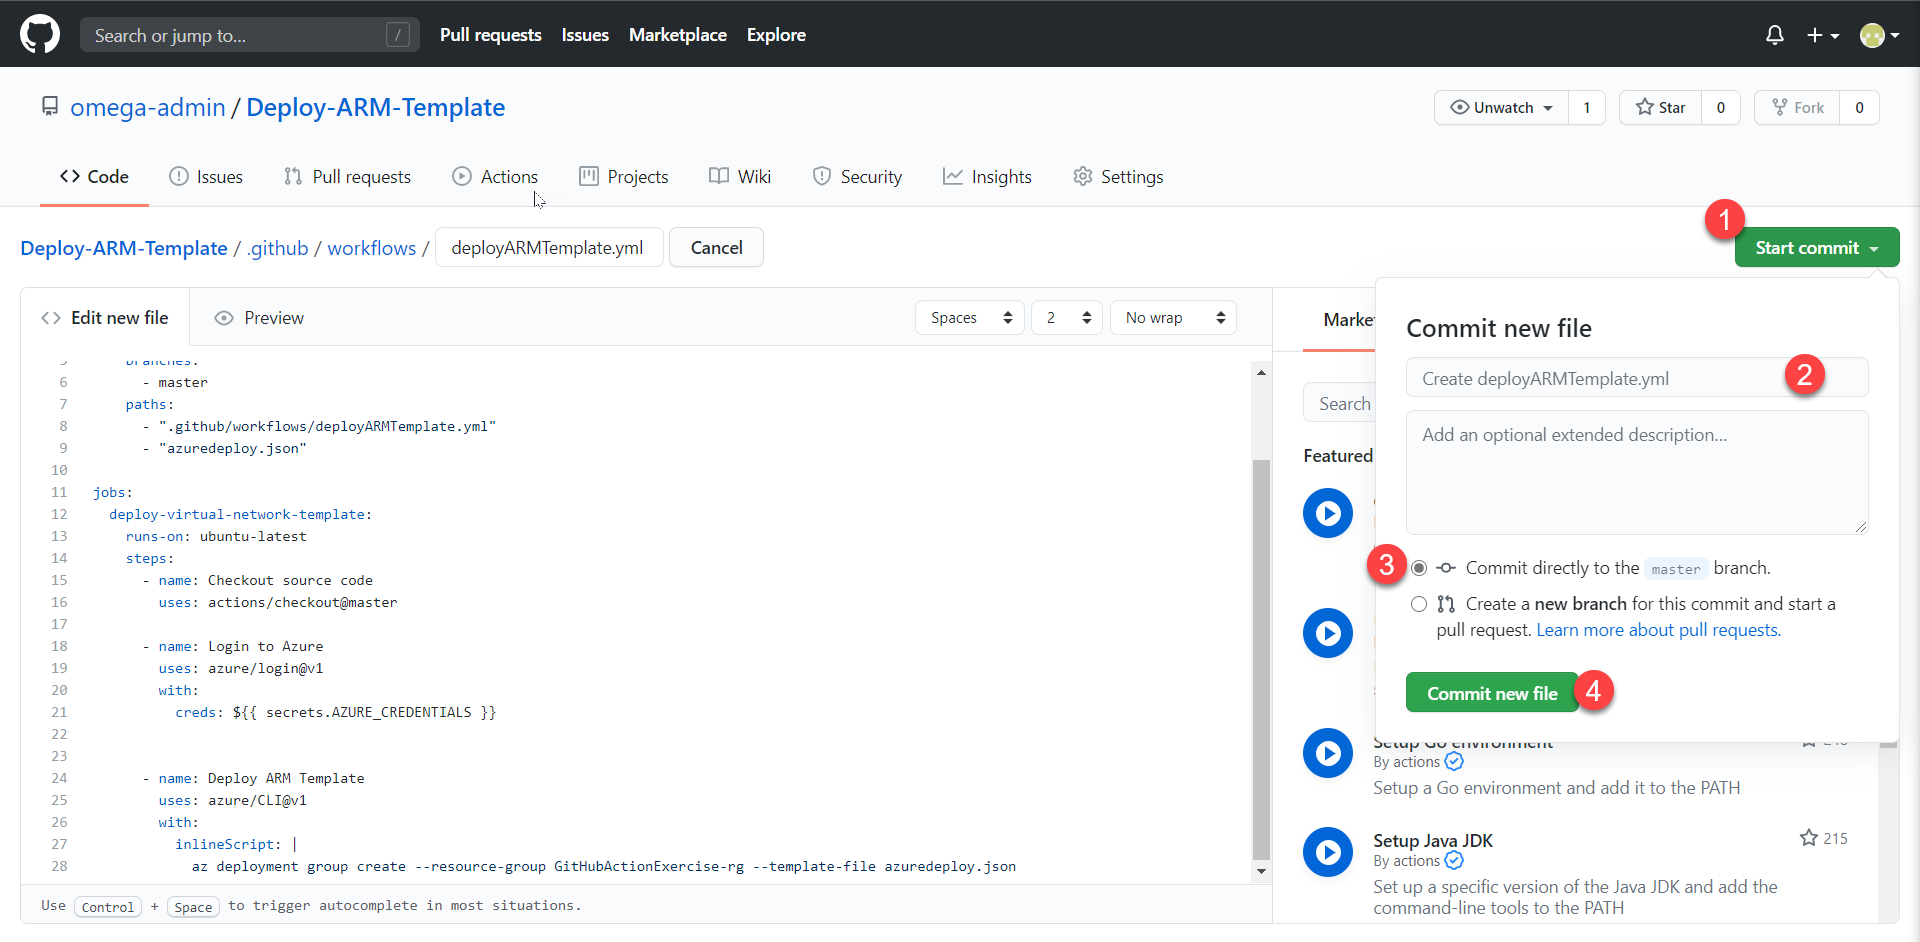 Search or jump to... /
Pull requests Issues Marketplace Explore
omega-admin / Deploy-ARM-Template
Unwatch 1 Star 0 Fork 0
Code Issues Pull requests Actions Projects Wiki Security Insights Settings
1
Deploy-ARM-Template / .github / workflows / deployARMTemplate.yml Cancel
Start commit
Edit new file Preview
Spaces 2 No wrap
5 branches:
6 - master
7 paths:
8 - ".github/workflows/deployARMTemplate.yml"
9 - "azuredeploy.json"
10
11 jobs:
12 deploy-virtual-network-template:
13 runs-on: ubuntu-latest
14 steps:
15 - name: Checkout source code
16 uses: actions/checkout@master
17
18 - name: Login to Azure
19 uses: azure/login@v1
20 with:
21 creds: ${{ secrets.AZURE_CREDENTIALS }}
22
23
24 - name: Deploy ARM Template
25 uses: azure/CLI@v1
26 with:
27 inlineScript: |
28 az deployment group create --resource-group GitHubActionExercise-rg --template-file azuredeploy.json
Use Control + Space to trigger autocomplete in most situations.
Marke
Search
Featured
Commit new file
Create deployARMTemplate.yml 2
Add an optional extended description...
3 Commit directly to the master branch.
Create a new branch for this commit and start a
pull request. Learn more about pull requests.
Commit new file 4
Setup Go environment
By actions
Setup a Go environment and add it to the PATH
Setup Java JDK 215
By actions
Set up a specific version of the Java JDK and add the
command-line tools to the PATH